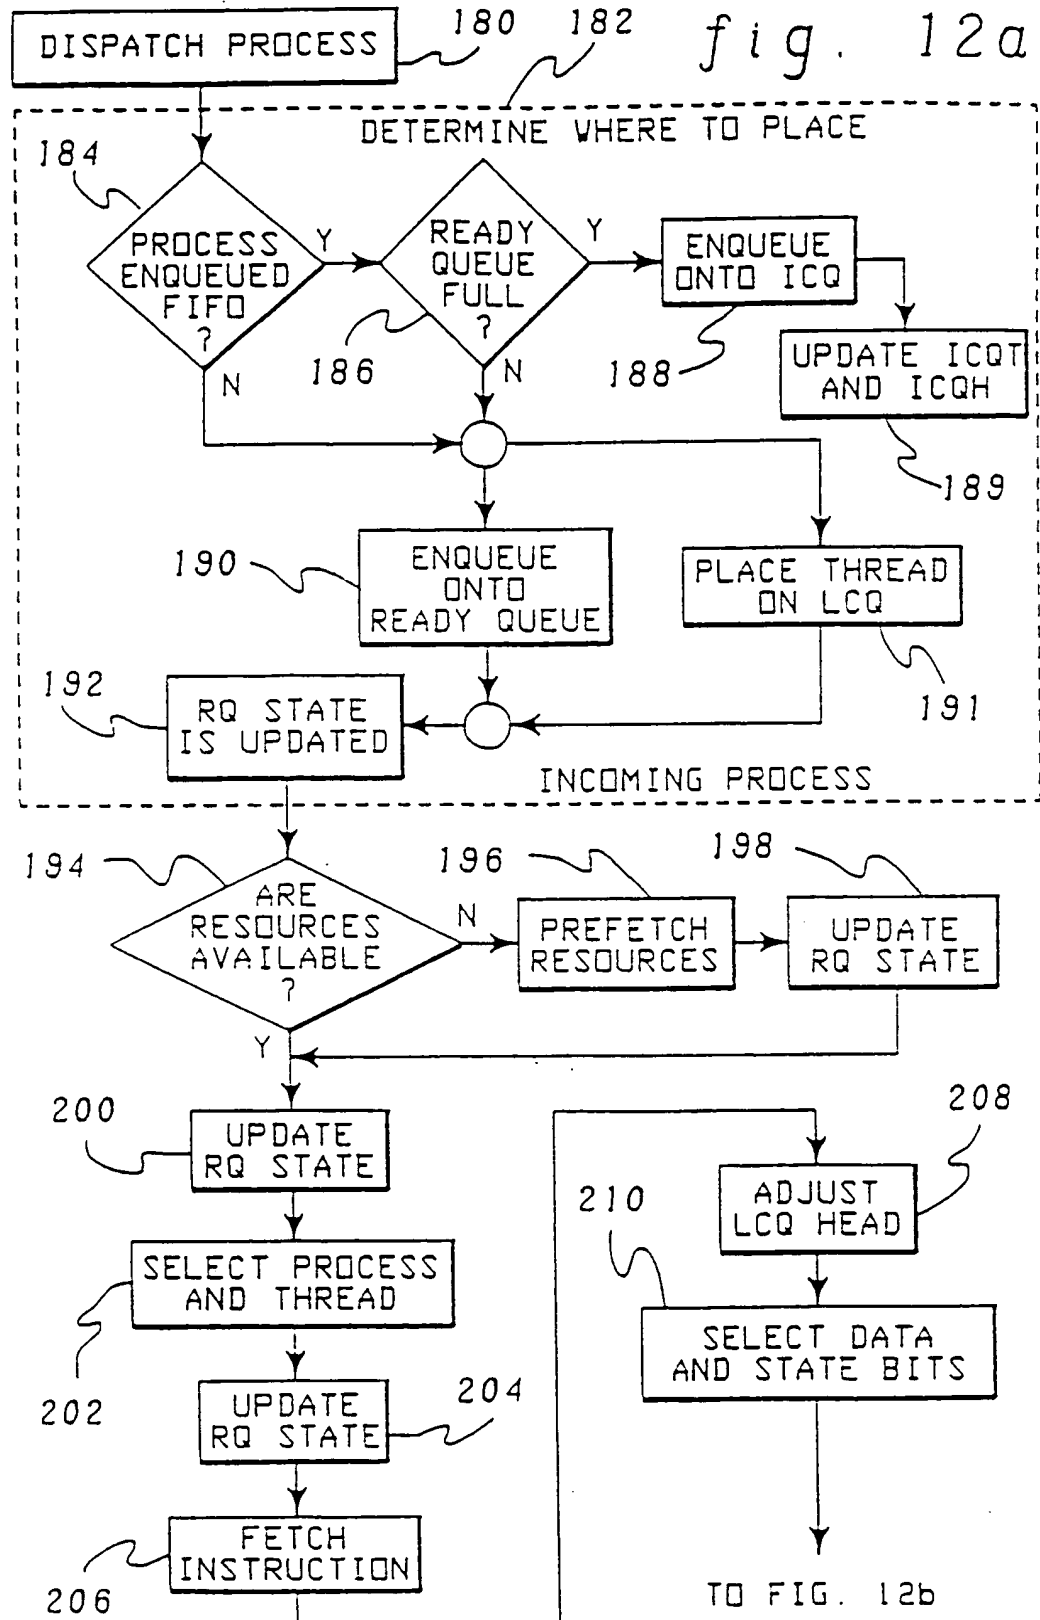 fig. 12a
DISPATCH PROCESS
180
182
DETERMINE WHERE TO PLACE
184
PROCESS
ENQUEUED
FIFO
?
Y
N
READY
QUEUE
FULL
?
186
Y
N
ENQUEUE
ONTO ICQ
188
UPDATE ICQT
AND ICQH
189
190
ENQUEUE
ONTO
READY QUEUE
PLACE THREAD
ON LCQ
191
192
RQ STATE
IS UPDATED
INCOMING PROCESS
194
ARE
RESOURCES
AVAILABLE
?
N
Y
196
PREFETCH
RESOURCES
198
UPDATE
RQ STATE
200
UPDATE
RQ STATE
SELECT PROCESS
AND THREAD
202
UPDATE
RQ STATE
204
FETCH
INSTRUCTION
206
208
ADJUST
LCQ HEAD
210
SELECT DATA
AND STATE BITS
TO FIG. 12b